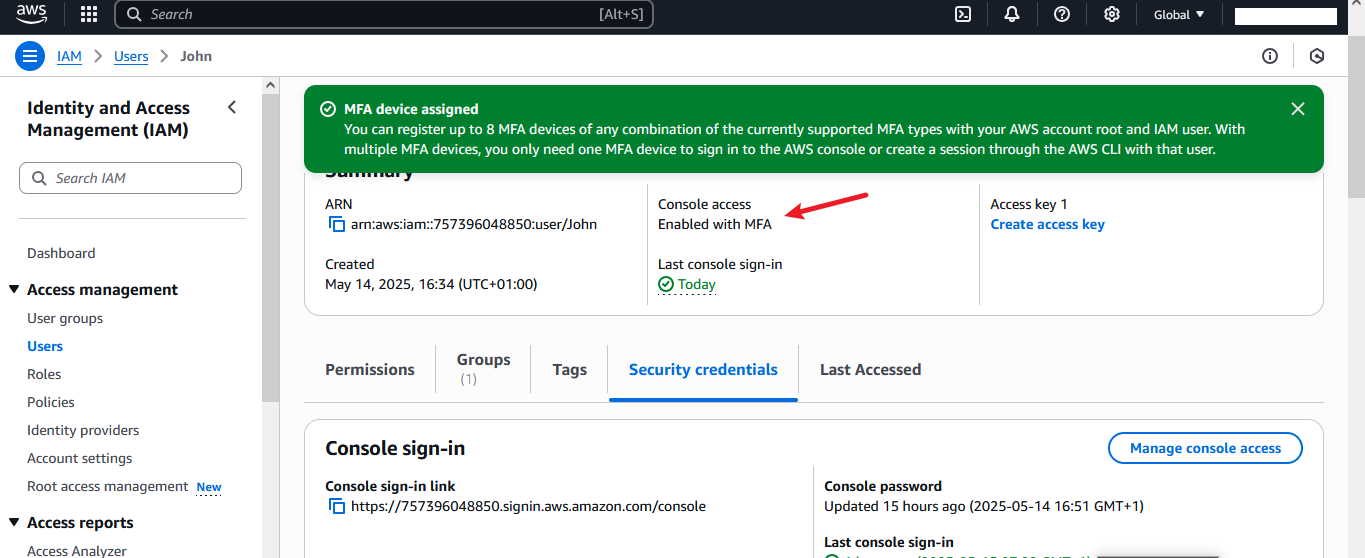 aws
Search
[Alt+S]
Global
IAM
Users
John
Identity and Access
Management (IAM)
Search IAM
Dashboard
Access management
User groups
Users
Roles
Policies
Identity providers
Account settings
Root access management New
Access reports
Access Analyzer
MFA device assigned
You can register up to 8 MFA devices of any combination of the currently supported MFA types with your AWS account root and IAM user. With
multiple MFA devices, you only need one MFA device to sign in to the AWS console or create a session through the AWS CLI with that user.
Summary
ARN
arn:aws:iam::757396048850:user/John
Created
May 14, 2025, 16:34 (UTC+01:00)
Console access
Enabled with MFA
Last console sign-in
Today
Access key 1
Create access key
Permissions
Groups
(1)
Tags
Security credentials
Last Accessed
Console sign-in
Manage console access
Console sign-in link
https://757396048850.signin.aws.amazon.com/console
Console password
Updated 15 hours ago (2025-05-14 16:51 GMT+1)
Last console sign-in